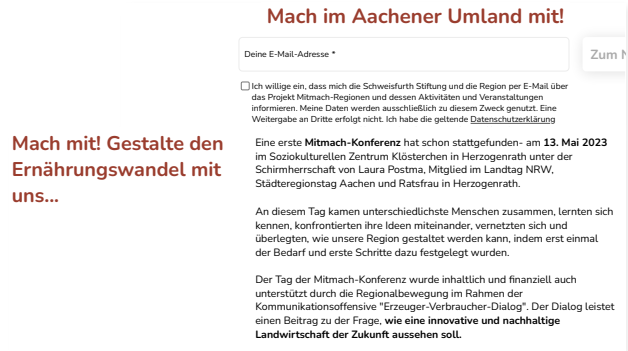 Mach im Aachener Umland mit!
Deine E-Mail-Adresse *
Zum
Ich willige ein, dass mich die Schweisfurth Stiftung und die Region per E-Mail über
das Projekt Mitmach-Regionen und dessen Aktivitäten und Veranstaltungen
informieren. Meine Daten werden ausschließlich zu diesem Zweck genutzt. Eine
Weitergabe an Dritte erfolgt nicht. Ich habe die geltende Datenschutzerklärung
Mach mit! Gestalte den
Ernährungswandel mit
uns...
Eine erste Mitmach-Konferenz hat schon stattgefunden- am 13. Mai 2023
im Soziokulturellen Zentrum Klösterchen in Herzogenrath unter der
Schirmherrschaft von Laura Postma, Mitglied im Landtag NRW,
Städteregionstag Aachen und Ratsfrau in Herzogenrath.
An diesem Tag kamen unterschiedlichste Menschen zusammen, lernten sich
kennen, konfrontierten ihre Ideen miteinander, vernetzten sich und
überlegten, wie unsere Region gestaltet werden kann, indem erst einmal
der Bedarf und erste Schritte dazu festgelegt wurden.
Der Tag der Mitmach-Konferenz wurde inhaltlich und finanziell auch
unterstützt durch die Regionalbewegung im Rahmen der
Kommunikationsoffensive "Erzeuger-Verbraucher-Dialog". Der Dialog leistet
einen Beitrag zu der Frage, wie eine innovative und nachhaltige
Landwirtschaft der Zukunft aussehen soll.